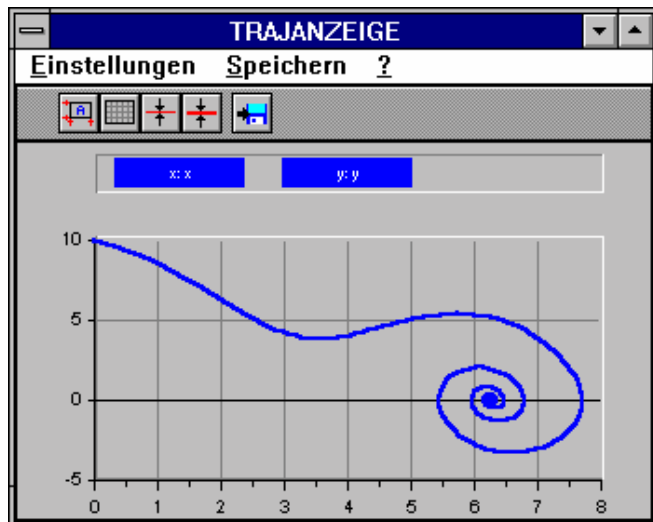 TRAJANZEIGE
Einstellungen Speichern ?
A
x: x y: y
10
5
0
-5
0 1 2 3 4 5 6 7 8